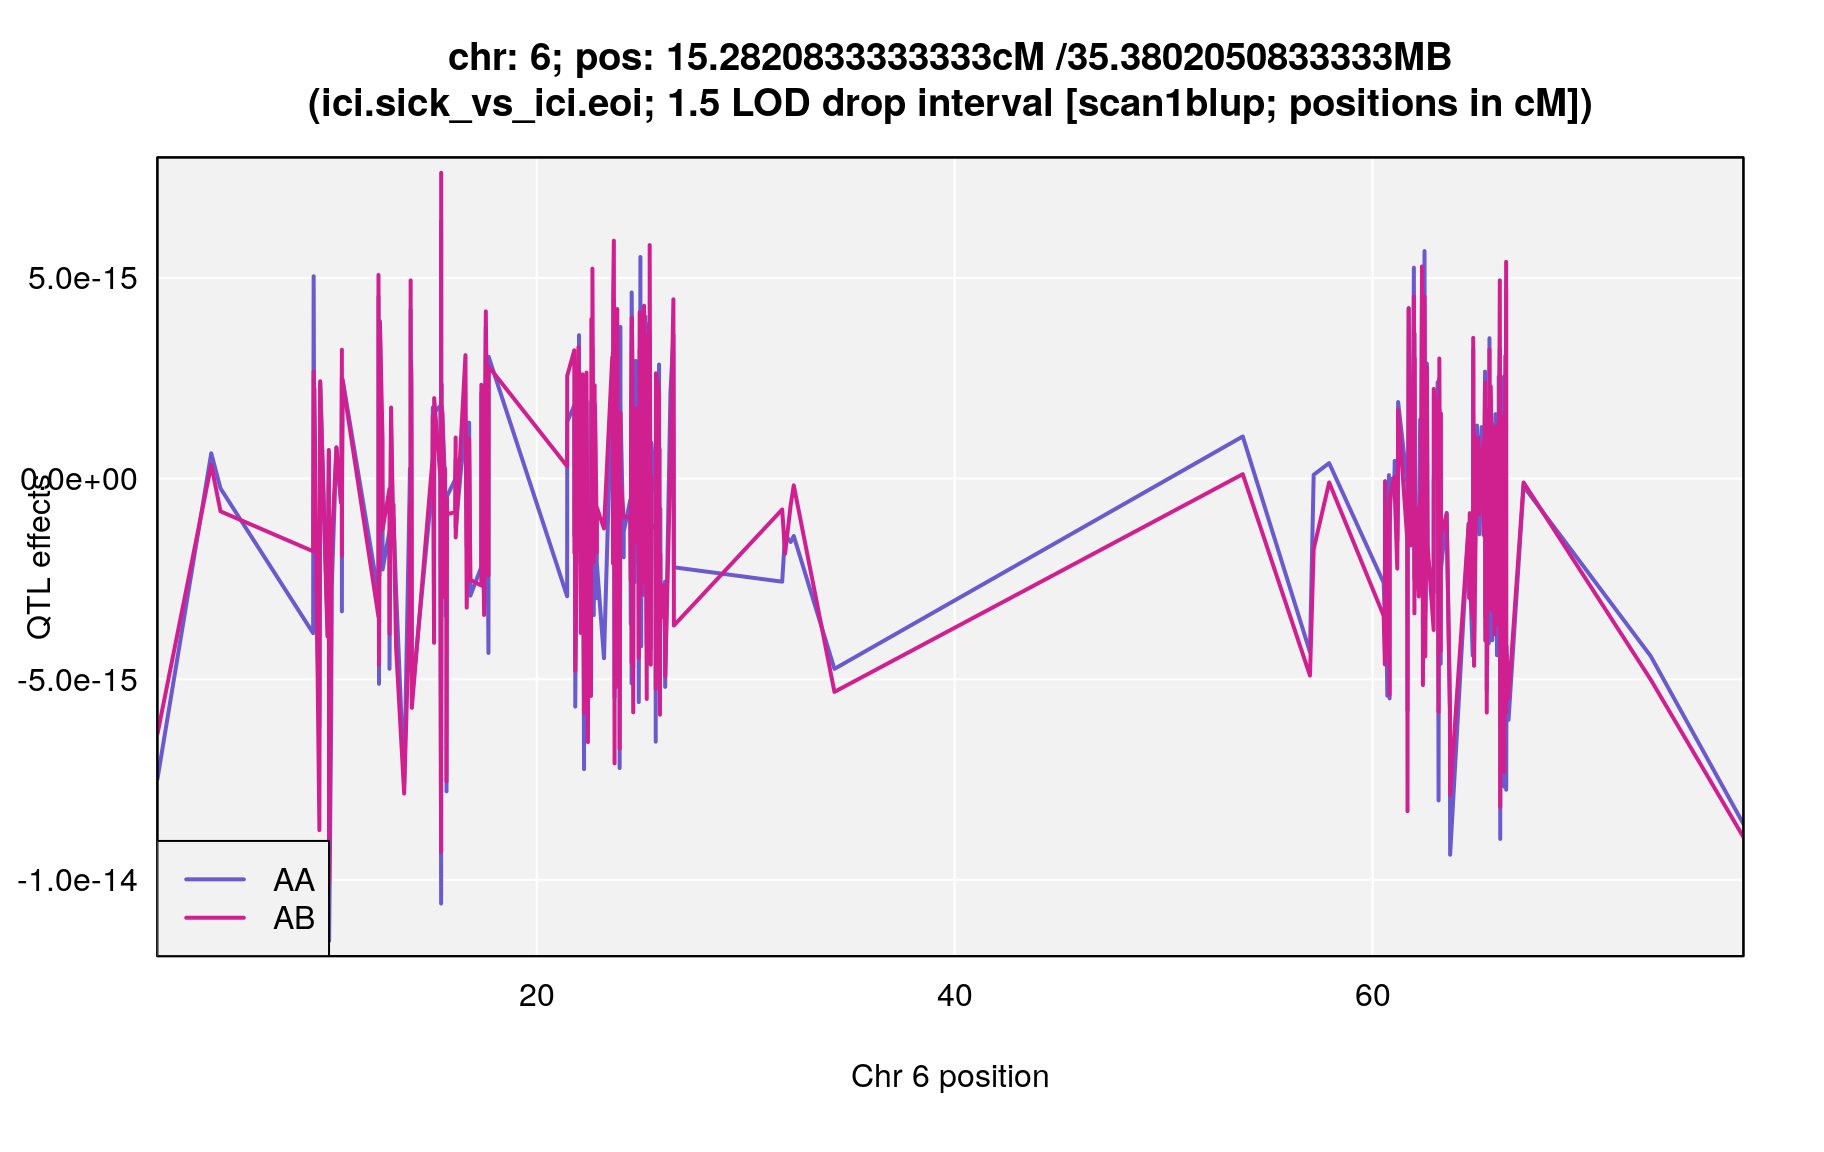 chr: 6; pos: 15.2820833333333cM /35.3802050833333MB
(ici.sick_vs_ici.eoi; 1.5 LOD drop interval [scan1blup; positions in cM])
QTL effects
5.0e-15
0.0e+00
-5.0e-15
-1.0e-14
AA
AB
20 40 60
Chr 6 position